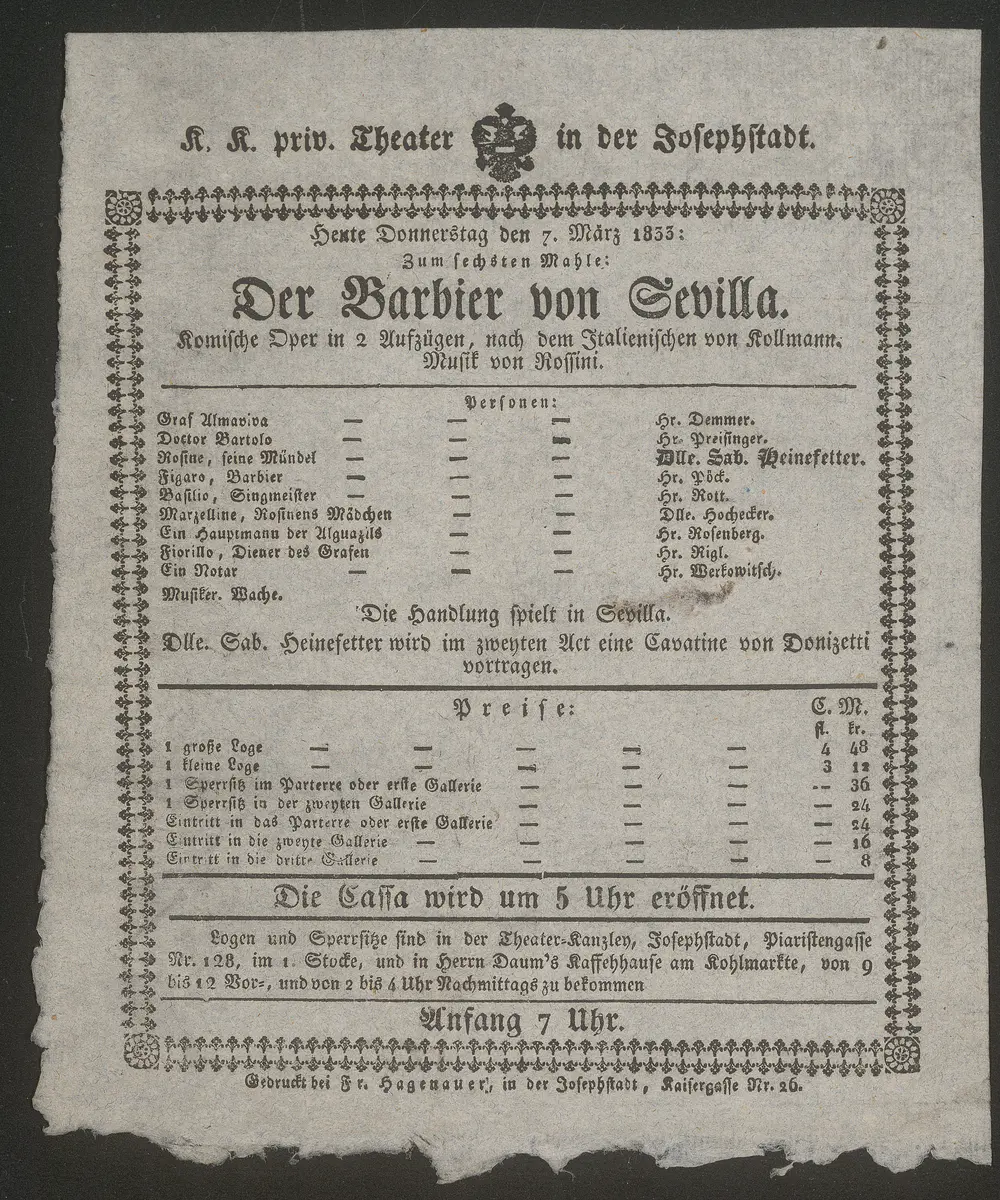 K. K. priv. Theater in der Josephstadt.
Heute Donnerstag den 7. März 1833:
Zum sechsten Mahle:
Der Barbier von Sevilla.
Komische Oper in 2 Aufzügen, nach dem Italienischen von Kollmann.
Musik von Rossini.
Personen:
Graf Almaviva — — — Hr. Demmer.
Doctor Bartolo — — — Hr. Preisinger.
Rosine, seine Mündel — — — Dlle. Sab. Heinefetter.
Figaro, Barbier — — — Hr. Pöck.
Basilio, Singmeister — — — Hr. Rott.
Marzelline, Rosinens Mädchen — — Dlle. Hochecker.
Ein Hauptmann der Alguazils — — Hr. Rosenberg.
Fiorillo, Diener des Grafen — — Hr. Rigl.
Ein Notar — — — Hr. Werkowitsch.
Musiker. Wache.
Die Handlung spielt in Sevilla.
Dlle. Sab. Heinefetter wird im zweyten Act eine Cavatine von Donizetti
vortragen.
Preise: C. M.
fl. kr.
1 große Loge — — — — — 4 48
1 kleine Loge — — — — — 3 12
1 Sperrsitz im Parterre oder erste Gallerie — — — — 36
1 Sperrsitz in der zweyten Gallerie — — — — 24
Eintritt in das Parterre oder erste Gallerie — — — — 24
Eintritt in die zweyte Gallerie — — — — — 16
Eintritt in die dritte Gallerie — — — — — 8
Die Cassa wird um 5 Uhr eröffnet.
Logen und Sperrsitze sind in der Theater-Kanzley, Josephstadt, Piaristengasse
Nr. 128, im 1. Stocke, und in Herrn Daum's Kaffehhause am Kohlmarkte, von 9
bis 12 Vor-, und von 2 bis 4 Uhr Nachmittags zu bekommen
Anfang 7 Uhr.
Gedruckt bei Fr. Hagenauer, in der Josephstadt, Kaisergasse Nr. 26.